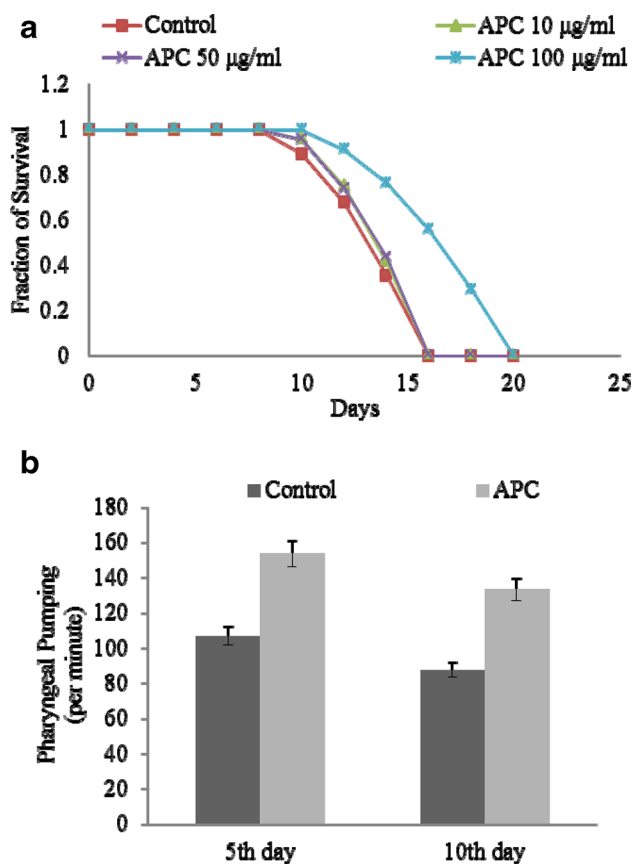 a
Control
APC 10 µg/ml
APC 50 µg/ml
APC 100 µg/ml
1.2
1
0.8
0.6
0.4
0.2
0
Fraction of Survival
0 5 10 15 20 25
Days
b
Control
APC
180
160
140
120
100
80
60
40
20
0
Pharyngeal Pumping
(per minute)
5th day
10th day